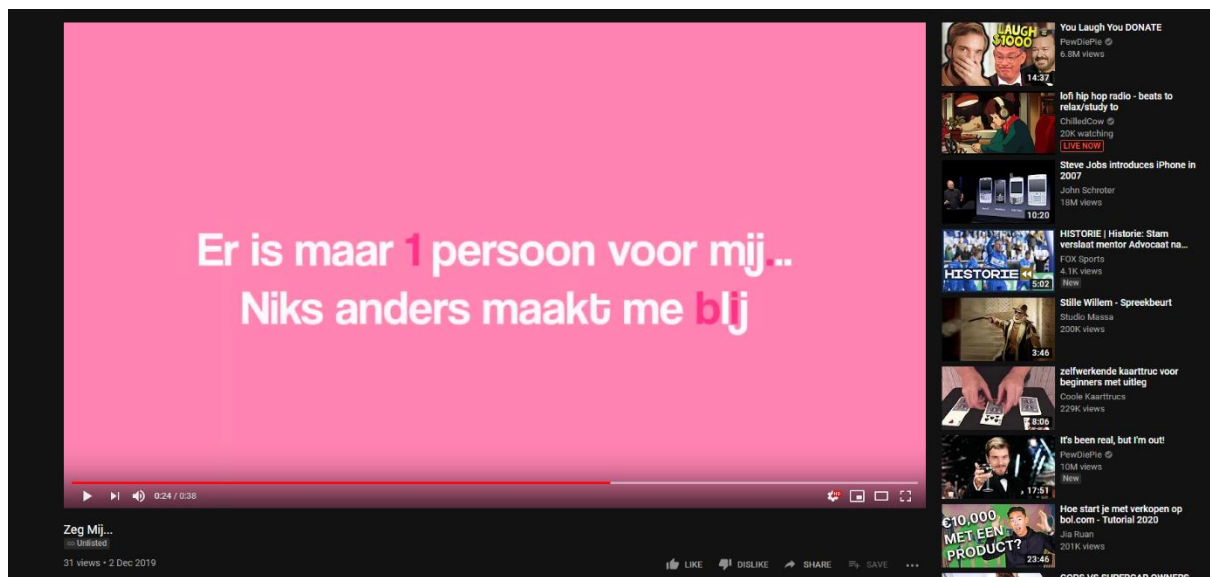 Er is maar 1 persoon voor mij...
Niks anders maakt me blij
0:24 / 0:38
Zeg Mij...
Unlisted
31 views • 2 Dec 2019
LIKE
DISLIKE
SHARE
SAVE
LAUGH
$1000
14:37
You Laugh You DONATE
PewDiePie
6.8M views
lofi hip hop radio - beats to
relax/study to
ChilledCow
20K watching
LIVE NOW
10:20
Steve Jobs introduces iPhone in
2007
John Schroter
18M views
HISTORIE
5:02
HISTORIE | Historie: Stam
verslaat mentor Advocaat na...
FOX Sports
4.1K views
New
3:46
Stille Willem - Spreekbeurt
Studio Massa
200K views
8:06
zelfwerkende kaarttruc voor
beginners met uitleg
Coole Kaarttrucs
229K views
17:51
It's been real, but I'm out!
PewDiePie
10M views
New
€10,000
MET EEN
PRODUCT?
23:46
Hoe start je met verkopen op
bol.com - Tutorial 2020
Jia Ruan
201K views
COPS VS SUPERCAR OWNERS